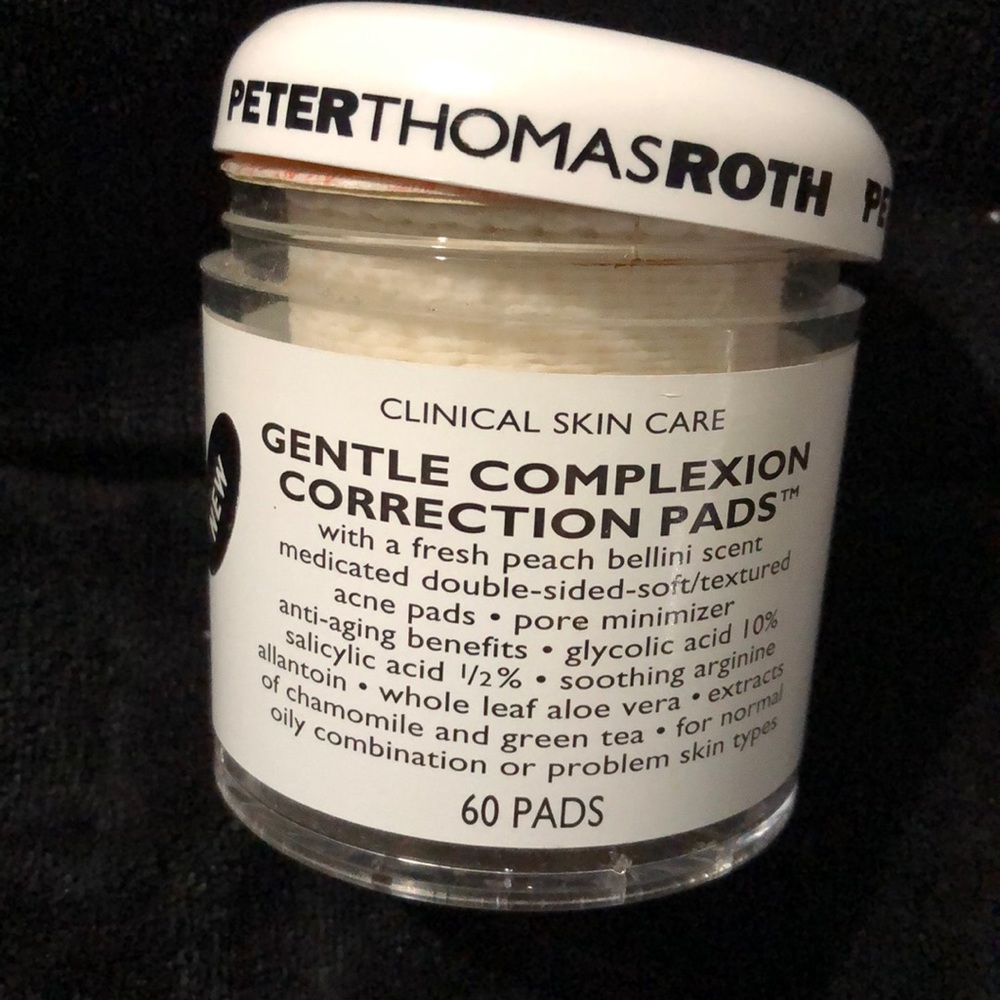 PETERTHOMASROTH PE
NEW
CLINICAL SKIN CARE
GENTLE COMPLEXION
CORRECTION PADS™
with a fresh peach bellini scent
medicated double-sided-soft/textured
acne pads • pore minimizer
anti-aging benefits • glycolic acid 10%
salicylic acid 1/2% • soothing arginine
allantoin • whole leaf aloe vera • extracts
of chamomile and green tea • for normal
oily combination or problem skin types
60 PADS